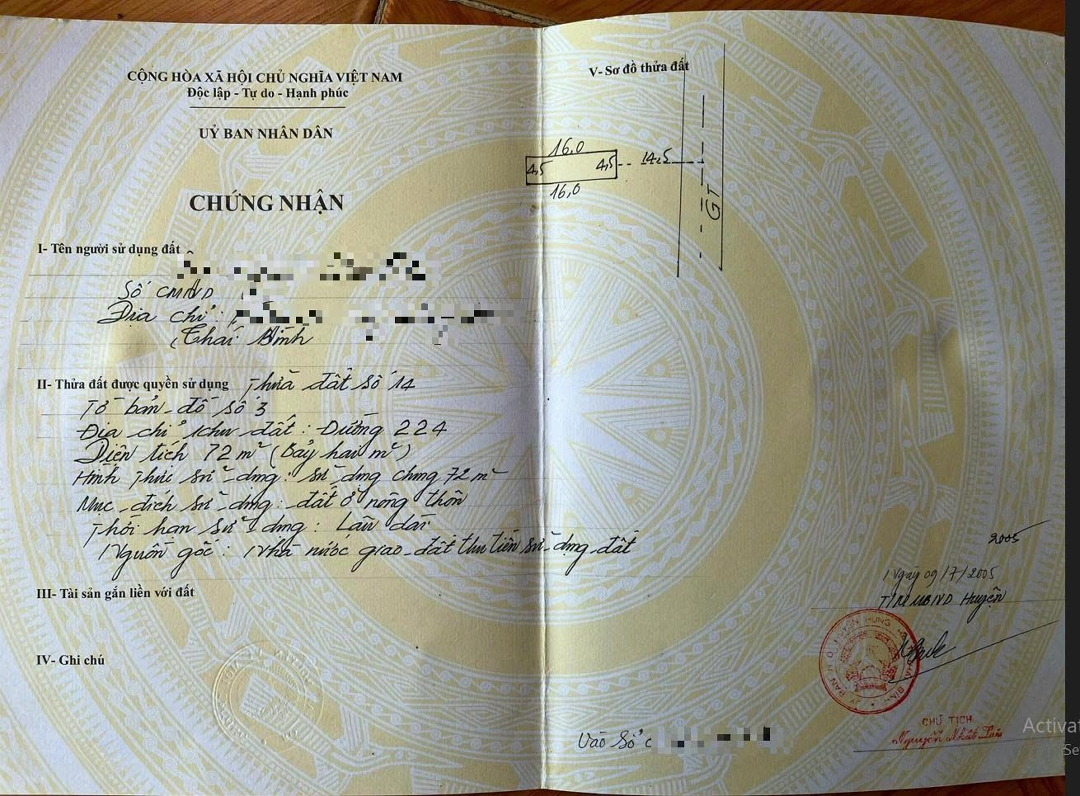 CỘNG HÒA XÃ HỘI CHỦ NGHĨA VIỆT NAM
Độc lập - Tự do - Hạnh phúc
UỶ BAN NHÂN DÂN
CHỨNG NHẬN
I- Tên người sử dụng đất
Số CMND
Địa chỉ :
Thái Bình
II- Thửa đất được quyền sử dụng Thửa đất số 14
Tờ bản đồ số 3
Địa chỉ khu đất : Đường 224
Diện tích 72 m² (Bảy hai m²)
Hình thức sử dụng : sử dụng chung 72 m²
Mục đích sử dụng : đất ở nông thôn
Thời hạn sử dụng : Lâu dài
Nguồn gốc : Nhà nước giao đất thu tiền sử dụng đất
III- Tài sản gắn liền với đất
IV- Ghi chú
V- Sơ đồ thửa đất
16,0
4,5 4,5 14,5
16,0
GT
2005
Ngày 09/7/2005
TM UBND Huyện
CHỦ TỊCH
Nguyễn
Vào Sổ
Activat
Se